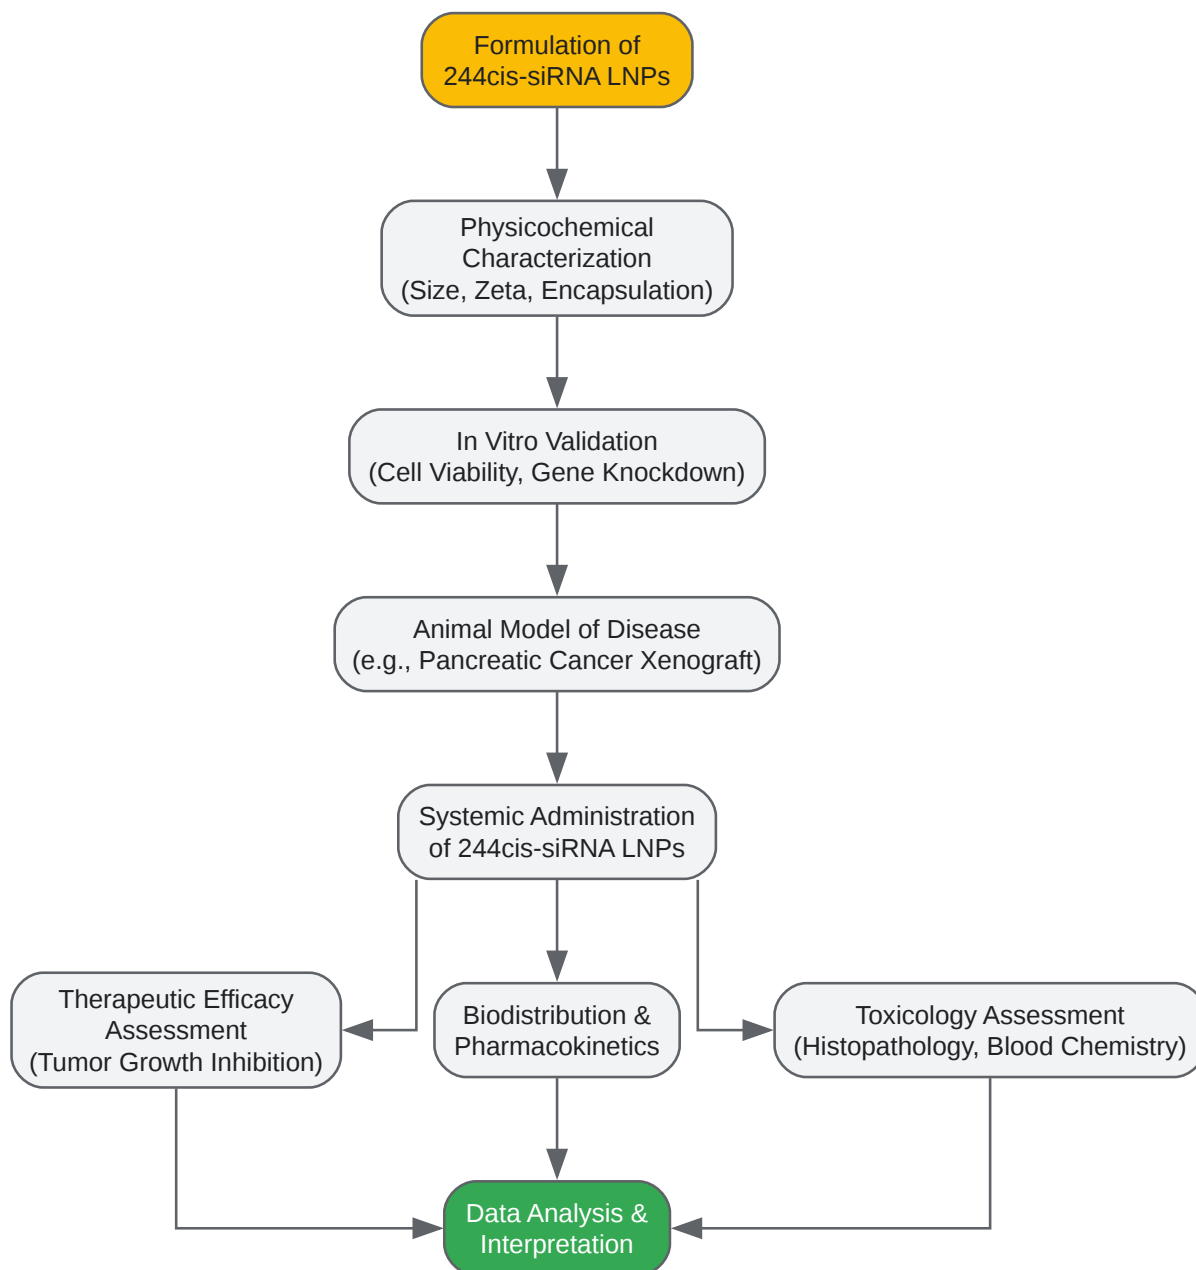 Formulation of
244cis-siRNA LNPs
Physicochemical
Characterization
(Size, Zeta, Encapsulation)
In Vitro Validation
(Cell Viability, Gene Knockdown)
Animal Model of Disease
(e.g., Pancreatic Cancer Xenograft)
Systemic Administration
of 244cis-siRNA LNPs
Therapeutic Efficacy
Assessment
(Tumor Growth Inhibition)
Biodistribution &
Pharmacokinetics
Toxicology Assessment
(Histopathology, Blood Chemistry)
Data Analysis &
Interpretation